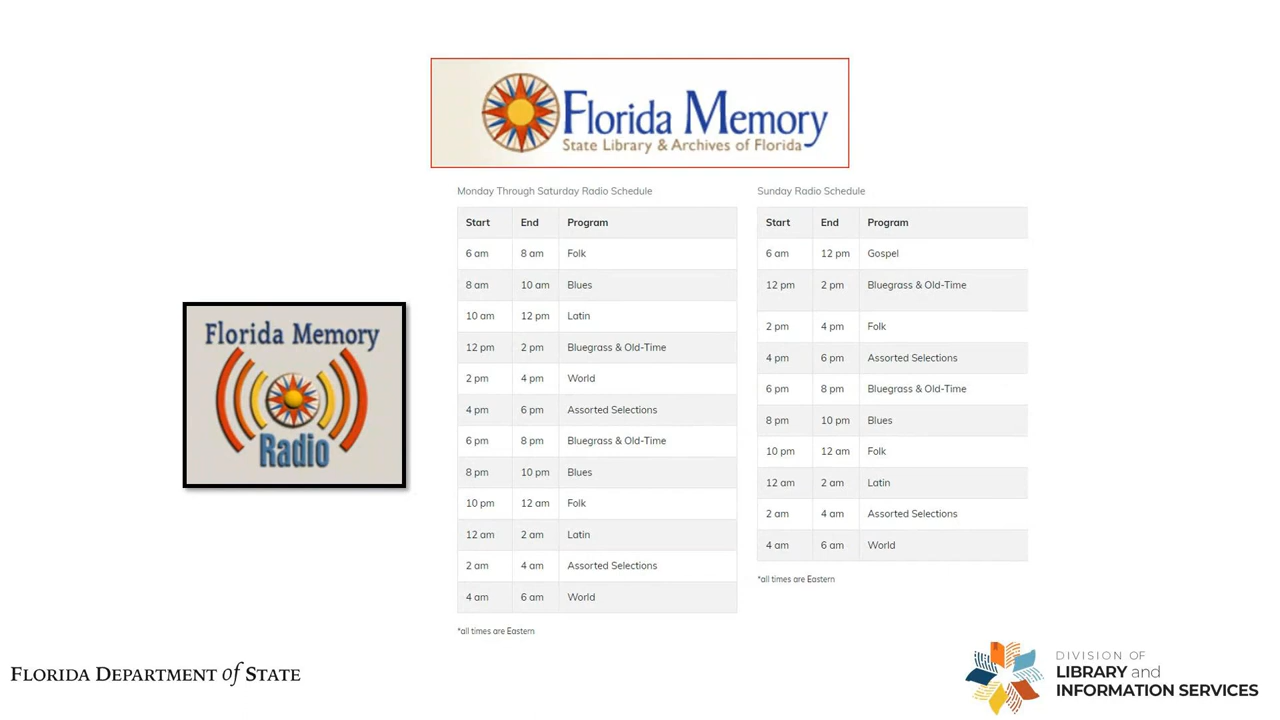 Florida Memory
State Library & Archives of Florida
Monday Through Saturday Radio Schedule
Start End Program
6 am 8 am Folk
8 am 10 am Blues
10 am 12 pm Latin
12 pm 2 pm Bluegrass & Old-Time
2 pm 4 pm World
4 pm 6 pm Assorted Selections
6 pm 8 pm Bluegrass & Old-Time
8 pm 10 pm Blues
10 pm 12 am Folk
12 am 2 am Latin
2 am 4 am Assorted Selections
4 am 6 am World
*all times are Eastern
Sunday Radio Schedule
Start End Program
6 am 12 pm Gospel
12 pm 2 pm Bluegrass & Old-Time
2 pm 4 pm Folk
4 pm 6 pm Assorted Selections
6 pm 8 pm Bluegrass & Old-Time
8 pm 10 pm Blues
10 pm 12 am Folk
12 am 2 am Latin
2 am 4 am Assorted Selections
4 am 6 am World
*all times are Eastern
Florida Memory
Radio
FLORIDA DEPARTMENT of STATE
DIVISION OF
LIBRARY and
INFORMATION SERVICES